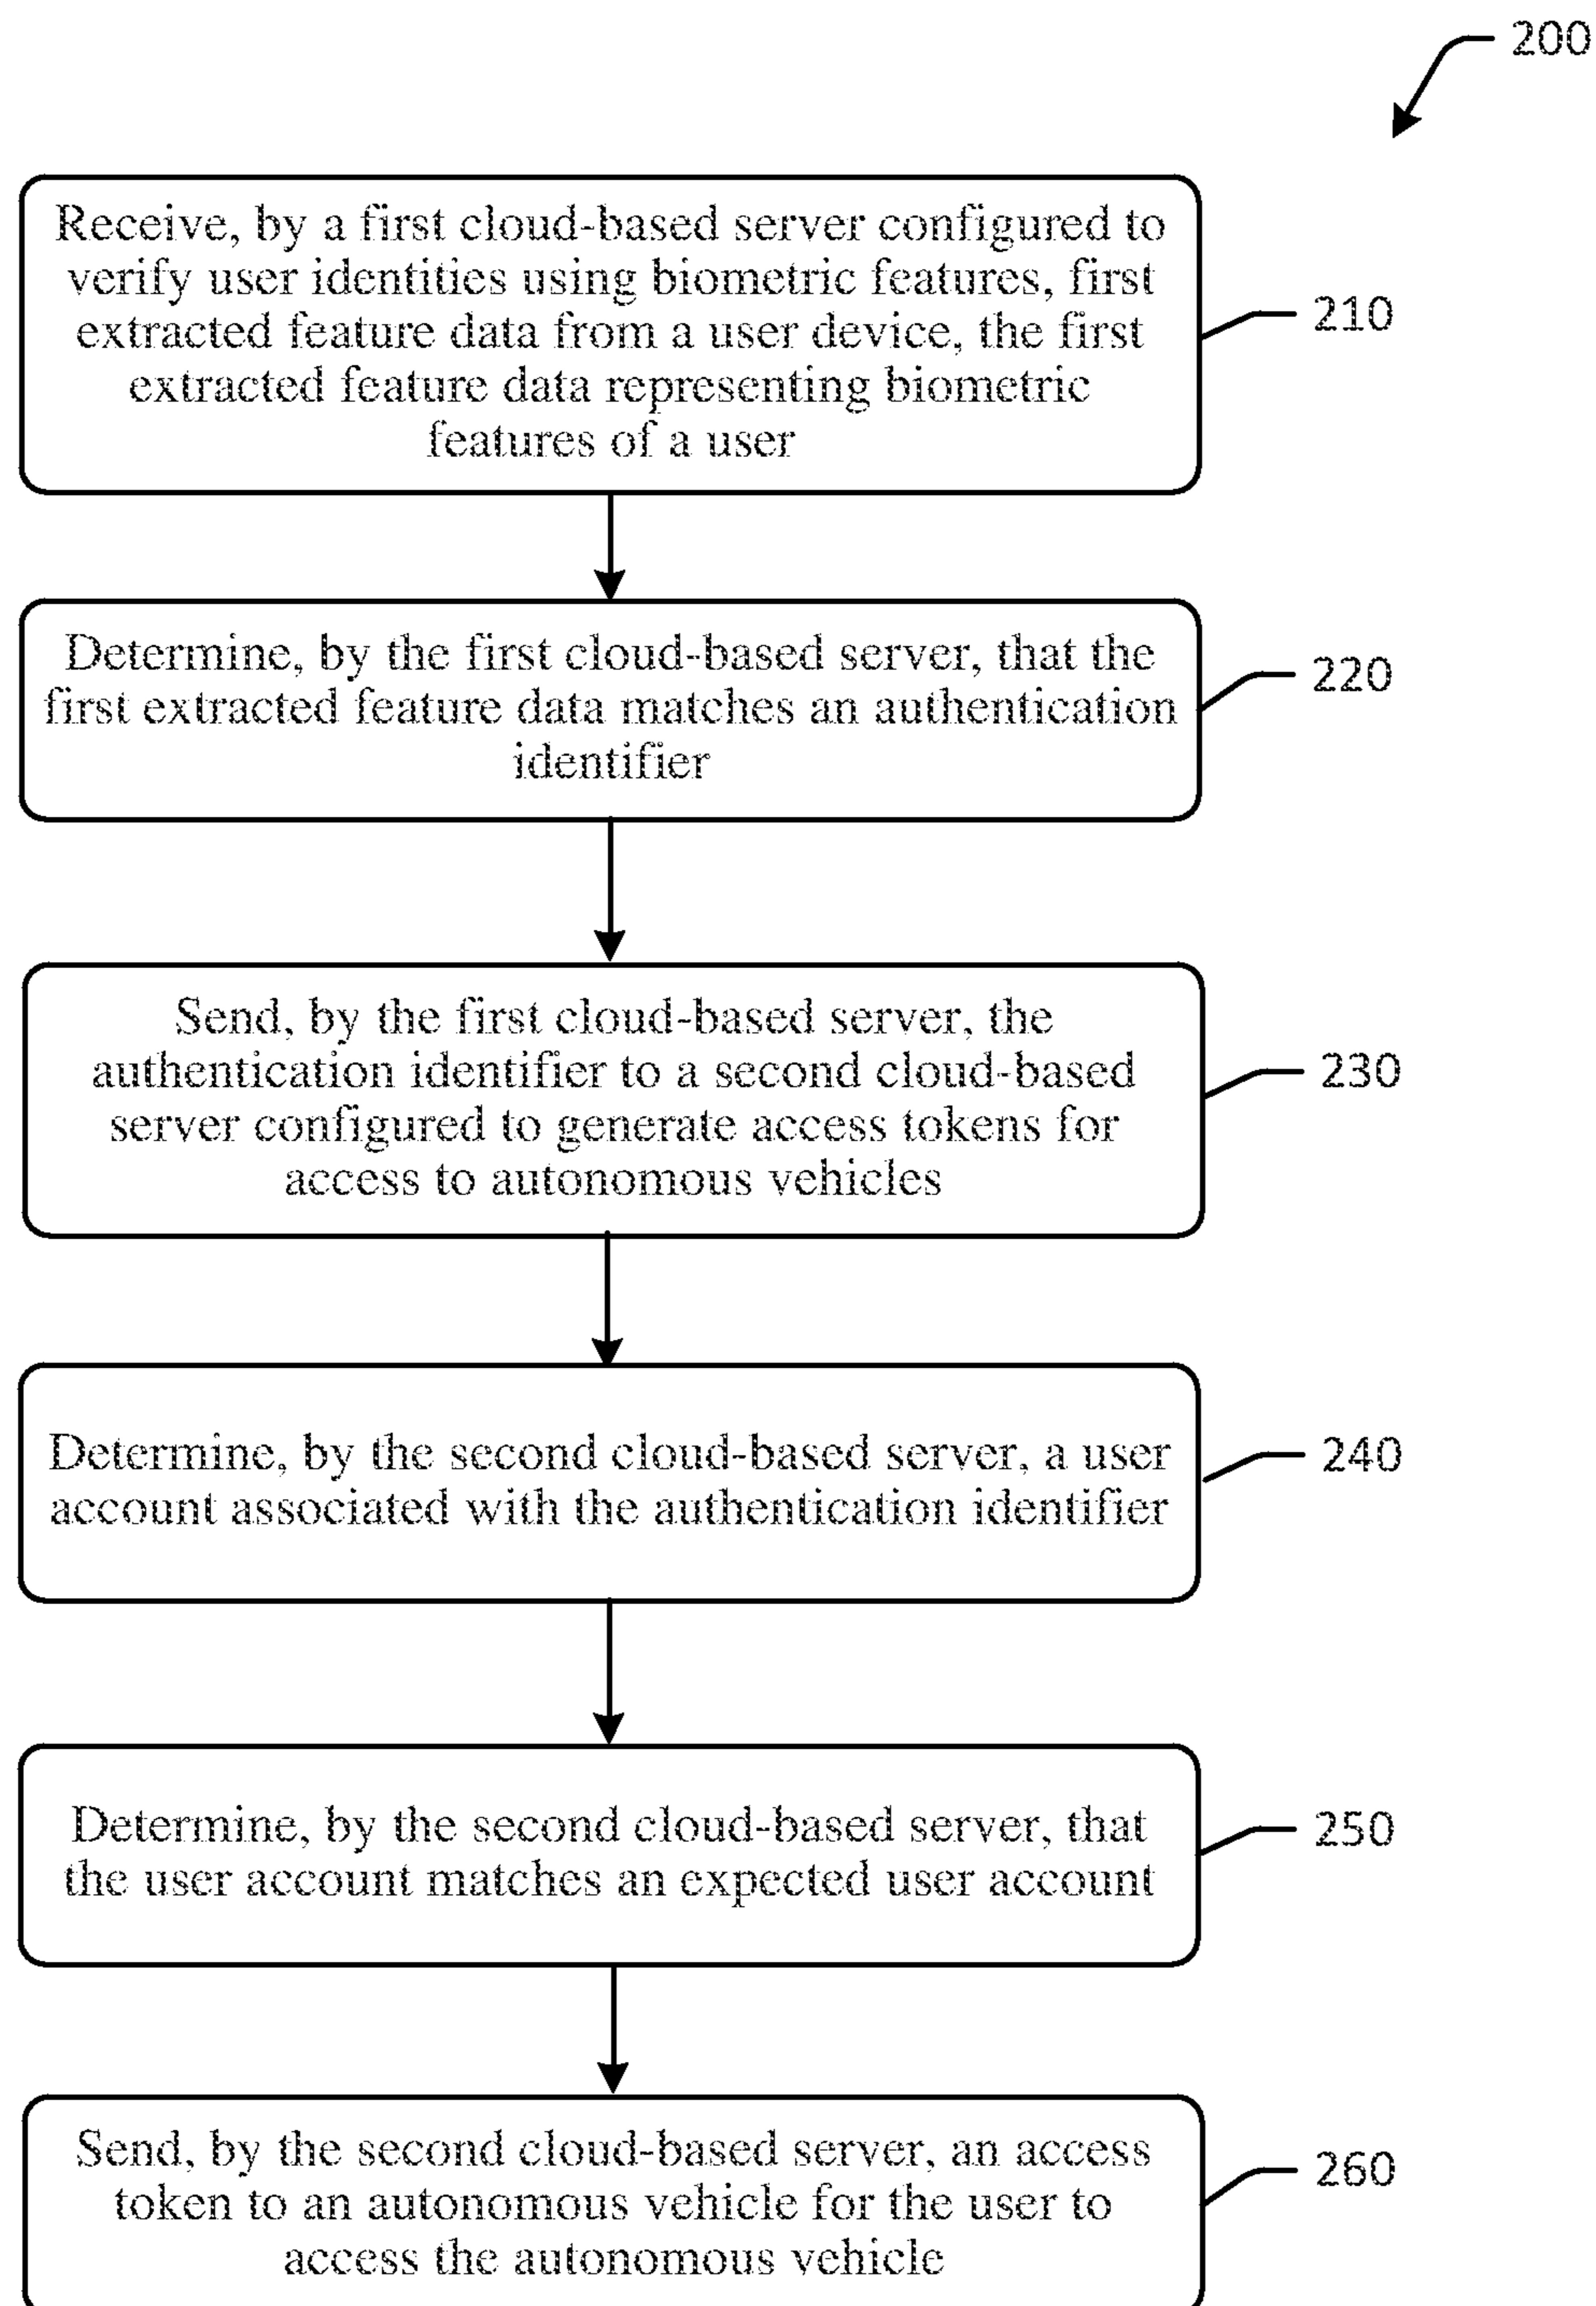 200
Receive, by a first cloud-based server configured to
verify user identities using biometric features, first
extracted feature data from a user device, the first
extracted feature data representing biometric
features of a user
210
Determine, by the first cloud-based server, that the
first extracted feature data matches an authentication
identifier
220
Send, by the first cloud-based server, the
authentication identifier to a second cloud-based
server configured to generate access tokens for
access to autonomous vehicles
230
Determine, by the second cloud-based server, a user
account associated with the authentication identifier
240
Determine, by the second cloud-based server, that
the user account matches an expected user account
250
Send, by the second cloud-based server, an access
token to an autonomous vehicle for the user to
access the autonomous vehicle
260